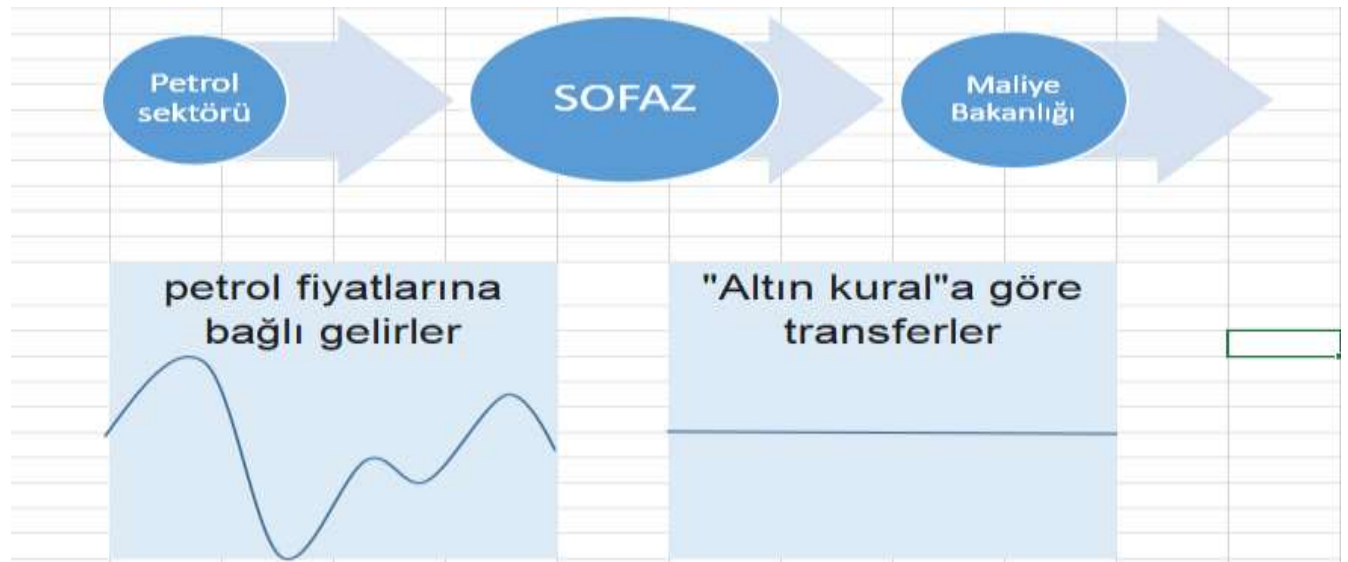 Petrol
sektörü
SOFAZ
Maliye
Bakanlığı
petrol fiyatlarına
bağlı gelirler
"Altın kural"a göre
transferler